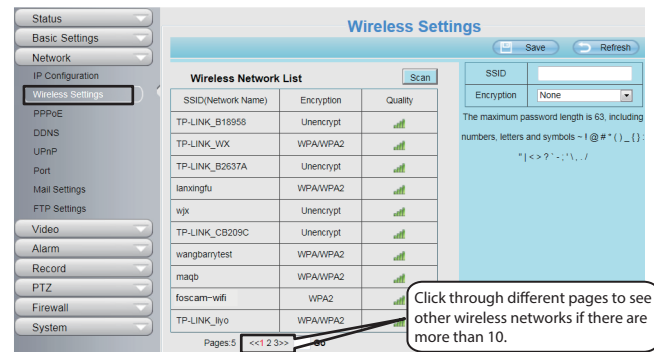 Wireless Settings
Save
Refresh
Status
Basic Settings
Network
IP Configuration
Wireless Settings
PPPoE
DDNS
UPnP
Port
Mail Settings
FTP Settings
Video
Alarm
Record
PTZ
Firewall
System
Wireless Network List
Scan
SSID(Network Name) Encryption Quality
TP-LINK_B18958 Unencrypt
TP-LINK_WX WPA/WPA2
TP-LINK_B2637A Unencrypt
lanxingfu WPA/WPA2
wjx Unencrypt
TP-LINK_CB209C Unencrypt
wangbarrytest WPA/WPA2
maqb WPA/WPA2
foscam-wifi WPA2
TP-LINK_liyo WPA/WPA2
Pages:5 <<1 2 3>> Go
SSID
Encryption None
The maximum password length is 63, including
numbers, letters and symbols ~ ! @ # * ( ) _ { } :
" | < > ? ` - ; ' \ , . /
Click through different pages to see
other wireless networks if there are
more than 10.